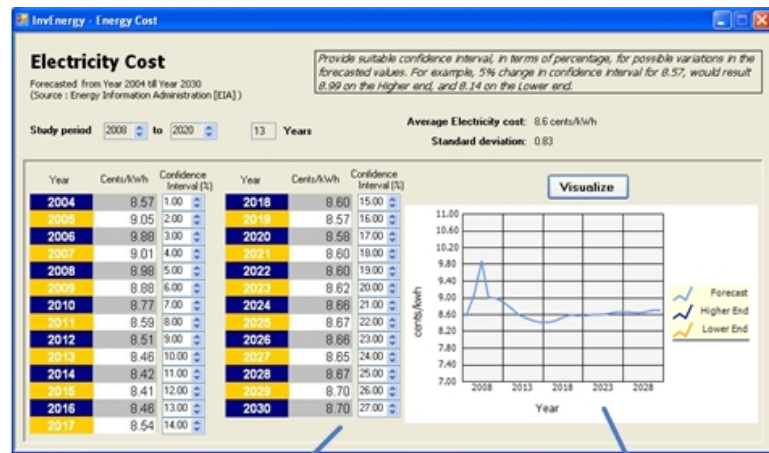 InvEnergy - Energy Cost
Electricity Cost
Forecasted from Year 2004 till Year 2030
(Source : Energy Information Administration [EIA] )
Provide suitable confidence interval, in terms of percentage, for possible variations in the
forecasted values. For example, 5% change in confidence interval for 8.57, would result
8.99 on the Higher end, and 8.14 on the Lower end.
Study period 2008 to 2020 13 Years
Average Electricity cost: 8.6 cents/kWh
Standard deviation: 0.83
Year Cents/kWh Confidence Interval (%) Year Cents/kWh Confidence Interval (%)
2004 8.57 1.00 2018 8.60 15.00
2005 9.05 2.00 2019 8.57 16.00
2006 9.88 3.00 2020 8.58 17.00
2007 9.01 4.00 2021 8.60 18.00
2008 8.98 5.00 2022 8.60 19.00
2009 8.88 6.00 2023 8.62 20.00
2010 8.77 7.00 2024 8.66 21.00
2011 8.59 8.00 2025 8.67 22.00
2012 8.51 9.00 2026 8.66 23.00
2013 8.46 10.00 2027 8.65 24.00
2014 8.42 11.00 2028 8.67 25.00
2015 8.41 12.00 2029 8.70 26.00
2016 8.46 13.00 2030 8.70 27.00
2017 8.54 14.00
Visualize
11.00
10.60
10.20
9.80
9.40
9.00
8.60
8.20
7.80
7.40
7.00
cents/kwh
2008 2013 2018 2023 2028
Year
Forecast
Higher End
Lower End